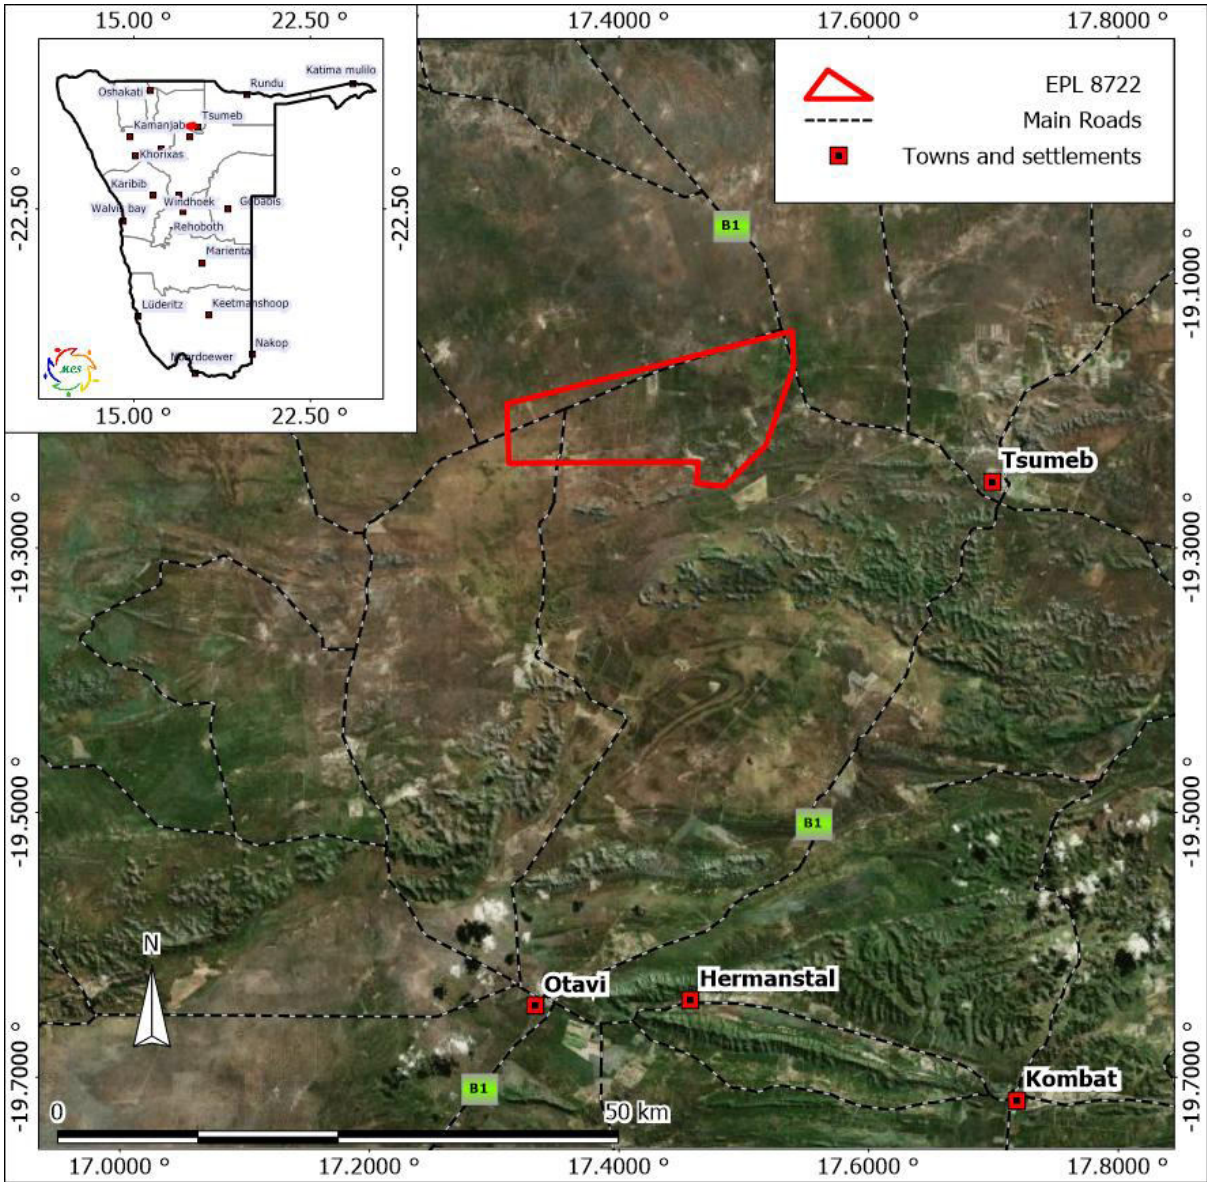 15.00 °
22.50 °
17.4000 °
17.6000 °
17.8000 °
Katima mulilo
Rundu
Oshakati
Tsumeb
Kamanjab
Khorixas
Karibib
Windhoek
Gobabis
Walvis bay
Rehoboth
Mariental
Lüderitz
Keetmanshoop
Nakop
Noordoewer
MCS
-22.50 °
-22.50 °
15.00 °
22.50 °
EPL 8722
Main Roads
Towns and settlements
B1
-19.1000 °
Tsumeb
-19.3000 °
-19.3000 °
-19.5000 °
-19.5000 °
B1
N
Otavi
Hermanstal
-19.7000 °
-19.7000 °
B1
Kombat
0
50 km
17.0000 °
17.2000 °
17.4000 °
17.6000 °
17.8000 °